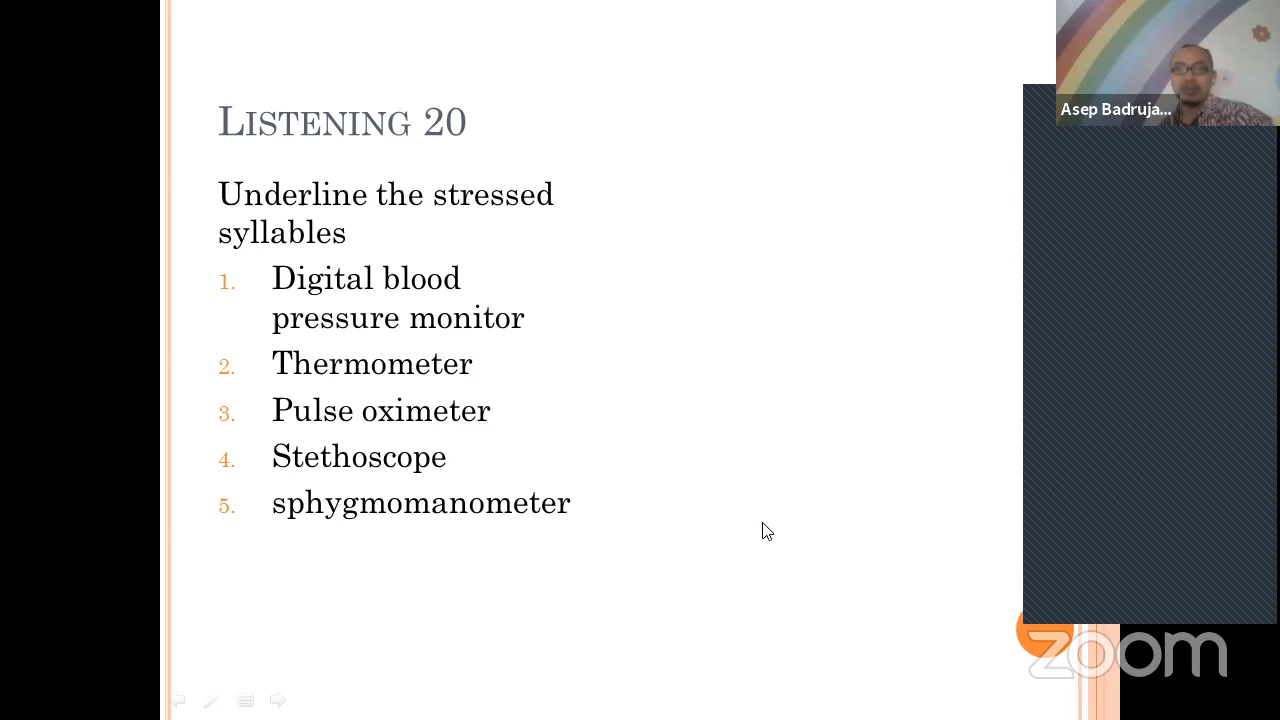 LISTENING 20
Underline the stressed
syllables
1. Digital blood
pressure monitor
2. Thermometer
3. Pulse oximeter
4. Stethoscope
5. sphygmomanometer
Asep Badruja...
zoom